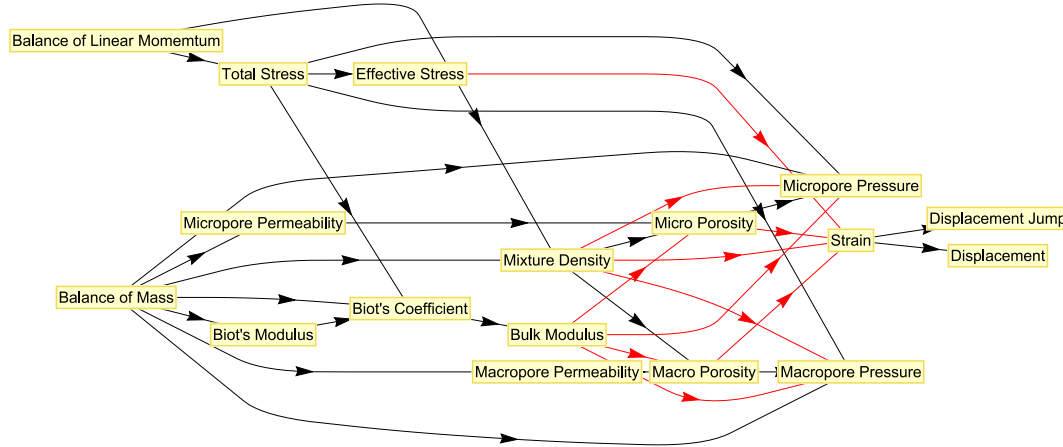 Balance of Linear Momemtum
Total Stress
Effective Stress
Micropore Pressure
Micropore Permeability
Micro Porosity
Displacement Jump
Strain
Mixture Density
Displacement
Balance of Mass
Biot's Coefficient
Biot's Modulus
Bulk Modulus
Macropore Permeability
Macro Porosity
Macropore Pressure